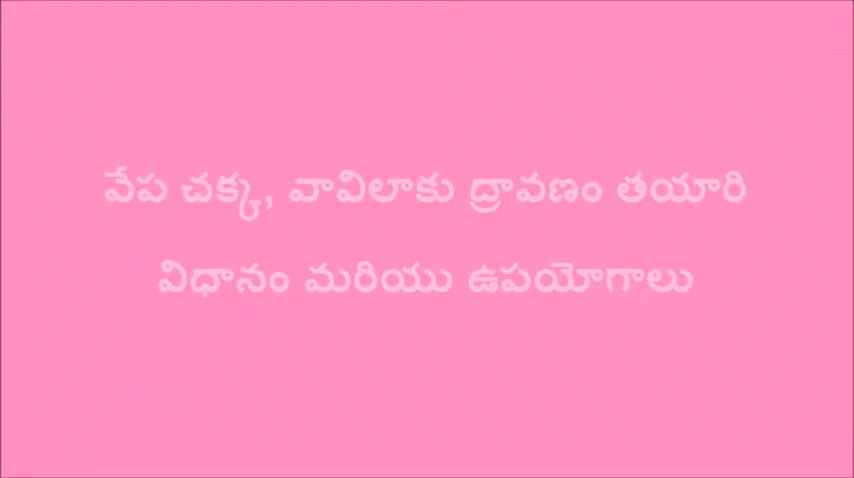 వేప చక్క, వావిలాకు ద్రావణం తయారి
విధానం మరియు ఉపయోగాలు